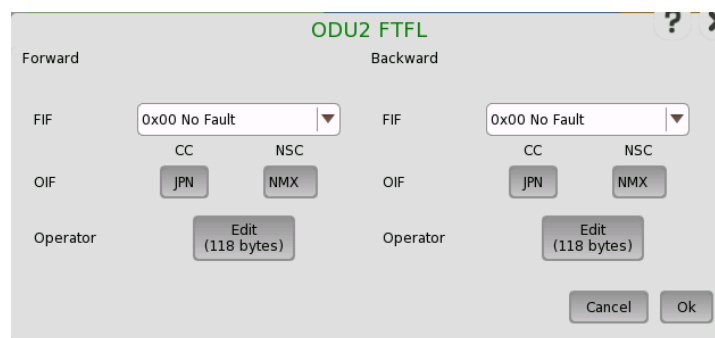 ODU2 FTFL
?
Forward Backward
FIF 0x00 No Fault FIF 0x00 No Fault
CC NSC CC NSC
OIF JPN NMX OIF JPN NMX
Operator Edit (118 bytes) Operator Edit (118 bytes)
Cancel Ok